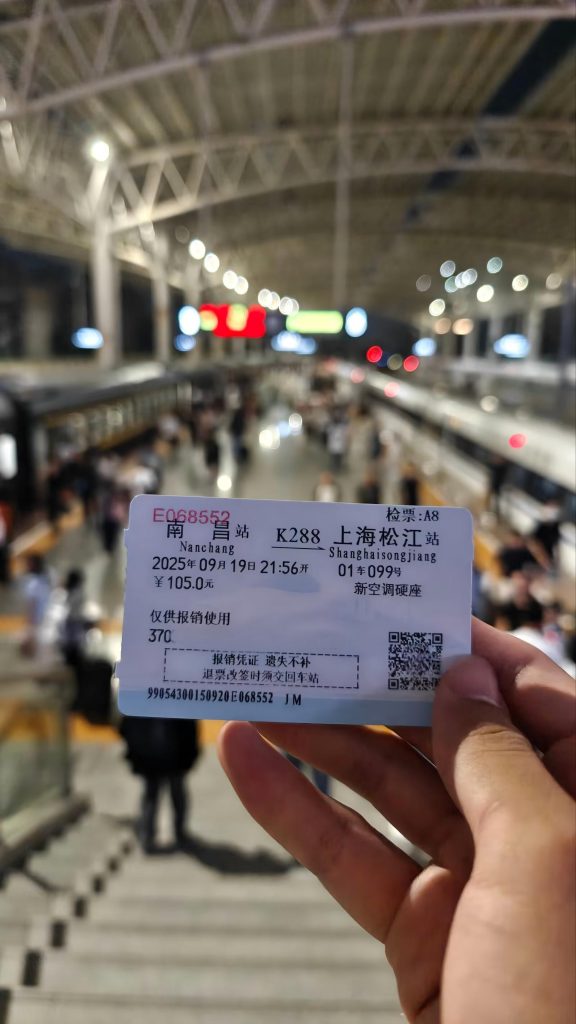 E068552 检票:A8
南昌站 K288 上海松江站
Nanchang Shanghaisongjiang
2025年09月19日21:56开 01车099号
￥105.0元 新空调硬座
仅供报销使用
370
报销凭证 遗失不补
退票改签时须交回车站
99054300150920E068552 JM